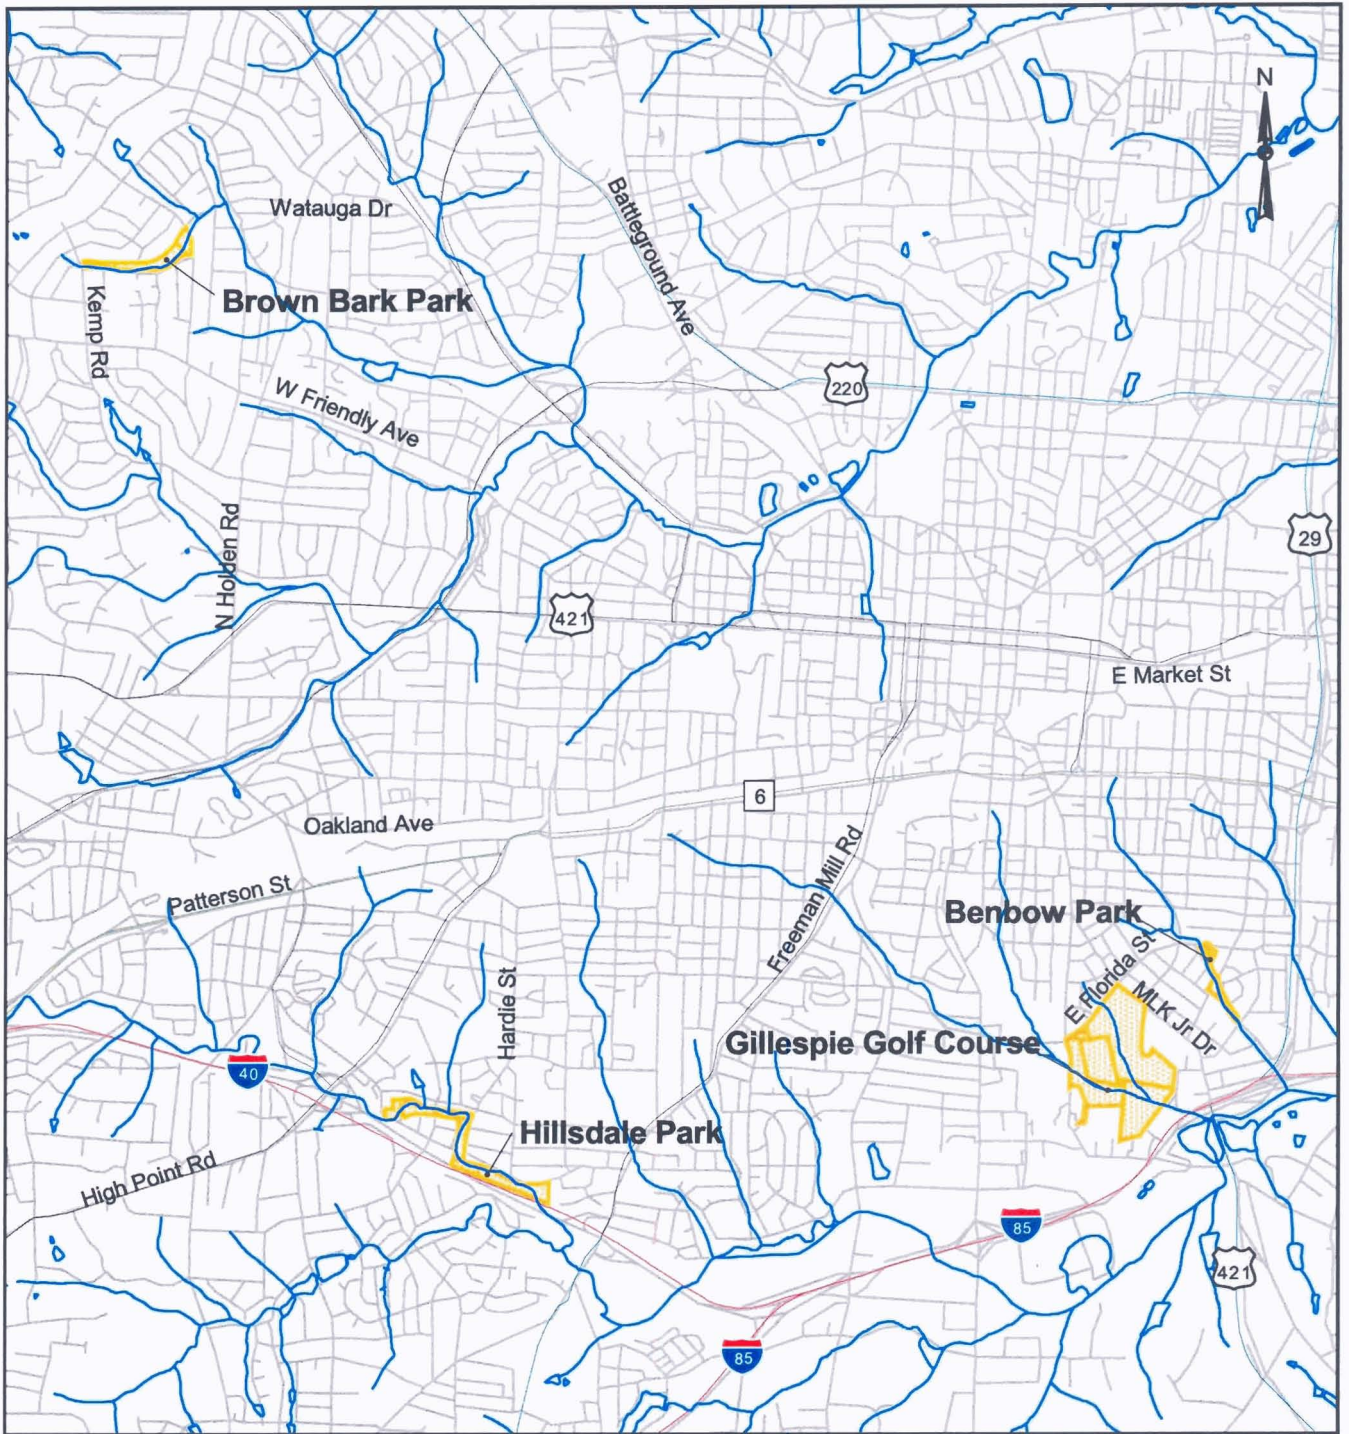 N
Watauga Dr
Battleground Ave
Brown Bark Park
Kemp Rd
220
W Friendly Ave
N Holden Rd
29
421
E Market St
6
Oakland Ave
Freeman Mill Rd
Patterson St
Benbow Park
E Florida St
MLK Jr Dr
Hardie St
Gillespie Golf Course
40
Hillsdale Park
High Point Rd
85
421
85